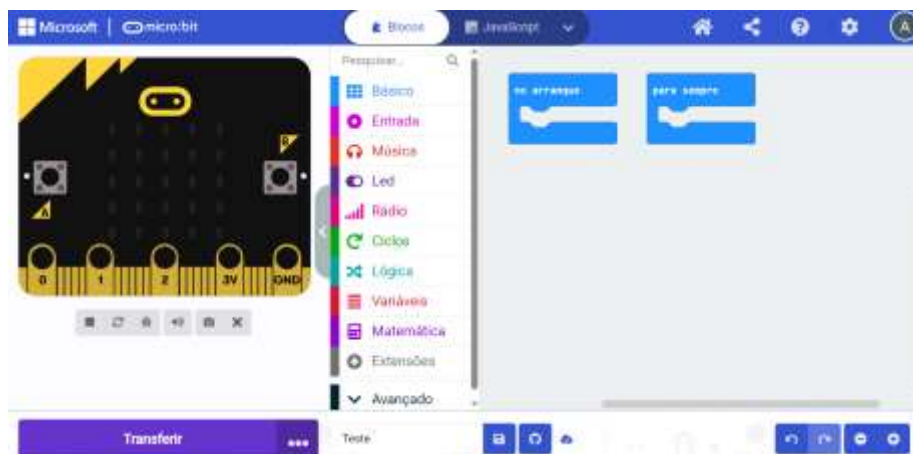 Microsoft
micro:bit
Blocos
JavaScript
A
Pesquisar...
Básico
Entrada
Música
Led
Rádio
Ciclos
Lógica
Variáveis
Matemática
Extensões
Avançado
no arranque
para sempre
A
B
0
1
2
3V
GND
Transferir
Teste